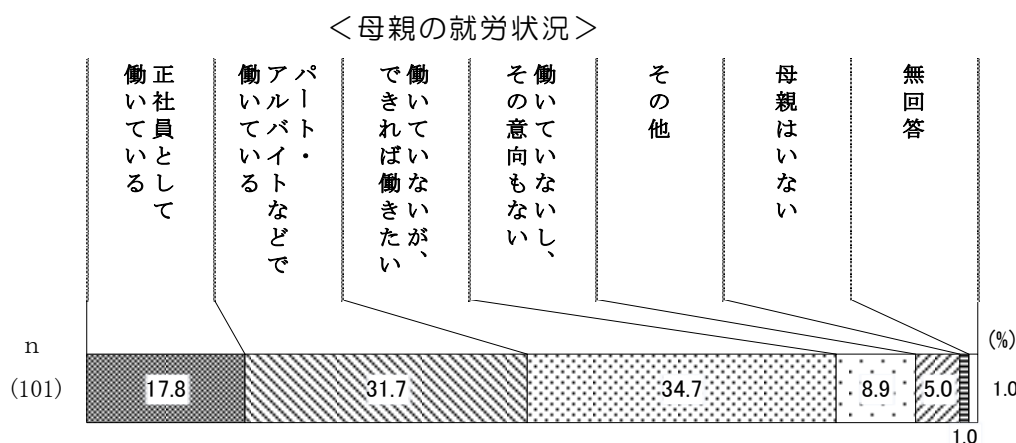 ＜母親の就労状況＞
正社員として
働いている
パート・
アルバイトなどで
働いている
働いていないが、
できれば働きたい
働いていないし、
その意向もない
その他
母親はいない
無回答
n
(%)
(101)
17.8
31.7
34.7
8.9
5.0
1.0
1.0